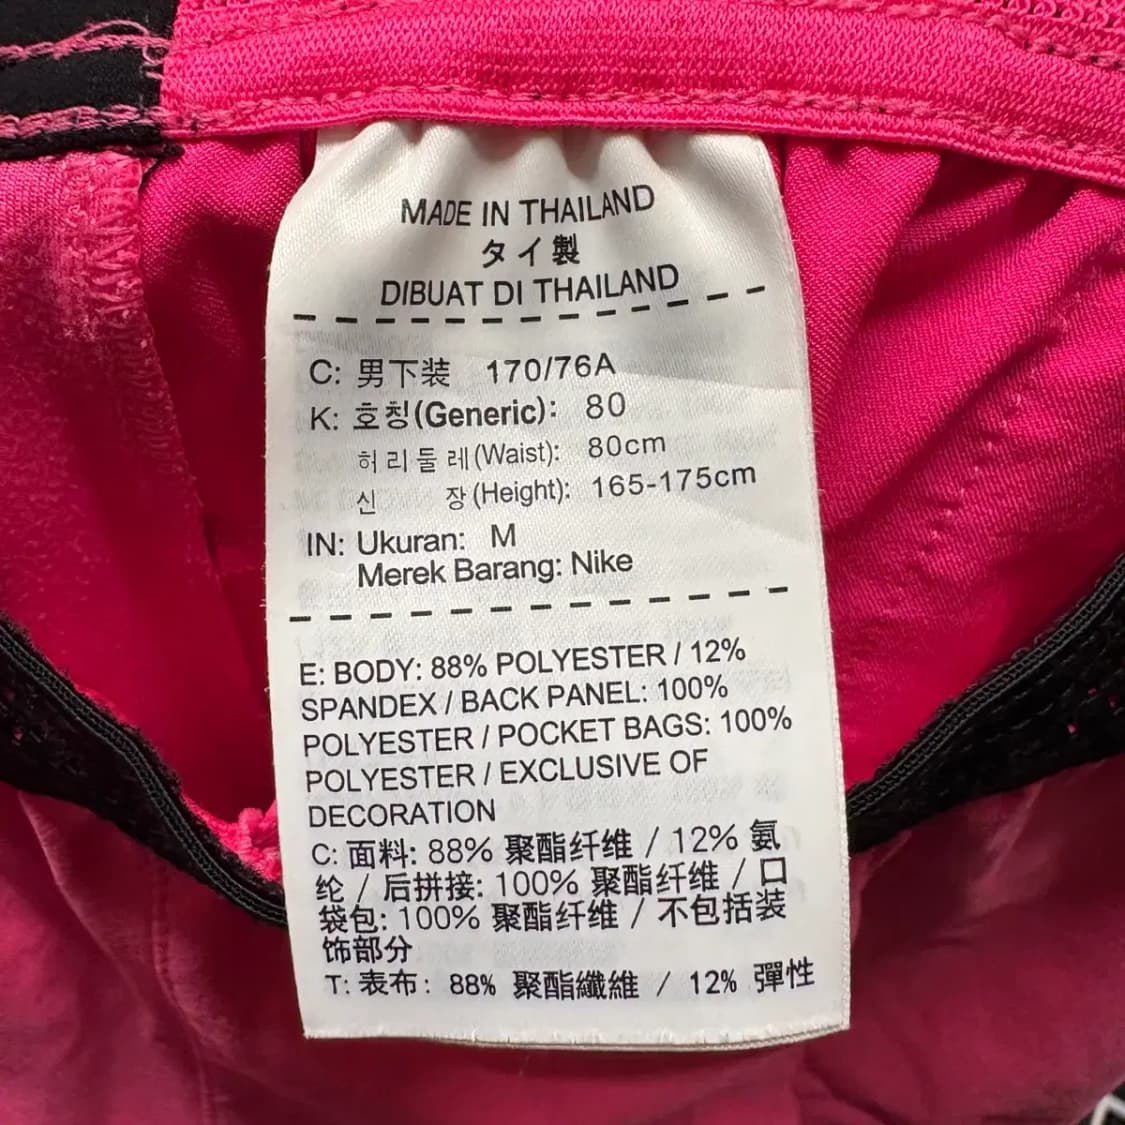 MADE IN THAILAND
タイ製
DIBUAT DI THAILAND
C: 男下装 170/76A
K: 호칭(Generic): 80
허리둘레(Waist): 80cm
신 장(Height): 165-175cm
IN: Ukuran: M
Merek Barang: Nike
E: BODY: 88% POLYESTER / 12%
SPANDEX / BACK PANEL: 100%
POLYESTER / POCKET BAGS: 100%
POLYESTER / EXCLUSIVE OF
DECORATION
C: 面料: 88% 聚酯纤维 / 12% 氨
纶 / 后拼接: 100% 聚酯纤维 / 口
袋包: 100% 聚酯纤维 / 不包括装
饰部分
T: 表布: 88% 聚酯纖維 / 12% 彈性